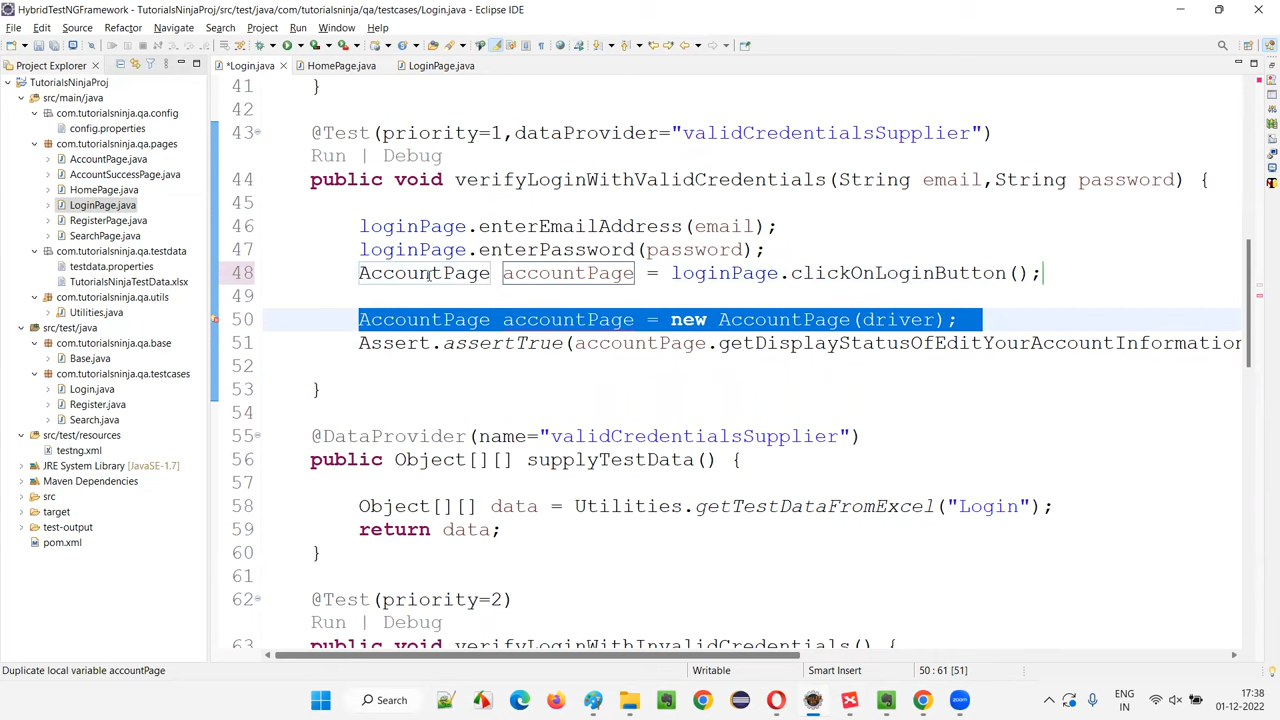 HybridTestNGFramework - TutorialsNinjaProj/src/test/java/com/tutorialsninja/qa/testcases/Login.java - Eclipse IDE
File Edit Source Refactor Navigate Search Project Run Window Help
Project Explorer
*Login.java HomePage.java LoginPage.java
TutorialsNinjaProj
src/main/java
com.tutorialsninja.qa.config
config.properties
com.tutorialsninja.qa.pages
AccountPage.java
AccountSuccessPage.java
HomePage.java
LoginPage.java
RegisterPage.java
SearchPage.java
com.tutorialsninja.qa.testdata
testdata.properties
TutorialsNinjaTestData.xlsx
com.tutorialsninja.qa.utils
Utilities.java
src/test/java
com.tutorialsninja.qa.base
Base.java
com.tutorialsninja.qa.testcases
Login.java
Register.java
Search.java
src/test/resources
testng.xml
JRE System Library [JavaSE-1.7]
Maven Dependencies
src
target
test-output
pom.xml
41 }
42
43 @Test(priority=1,dataProvider="validCredentialsSupplier")
Run | Debug
44 public void verifyLoginWithValidCredentials(String email,String password) {
45
46 loginPage.enterEmailAddress(email);
47 loginPage.enterPassword(password);
48 AccountPage accountPage = loginPage.clickOnLoginButton();
49
50 AccountPage accountPage = new AccountPage(driver);
51 Assert.assertTrue(accountPage.getDisplayStatusOfEditYourAccountInformation
52
53 }
54
55 @DataProvider(name="validCredentialsSupplier")
56 public Object[][] supplyTestData() {
57
58 Object[][] data = Utilities.getTestDataFromExcel("Login");
59 return data;
60 }
61
62 @Test(priority=2)
Run | Debug
63 public void verifyLoginWithInvalidCredentials() {
Duplicate local variable accountPage
Writable
Smart Insert
50 : 61 [51]
Search
ENG
IN
17:38
01-12-2022